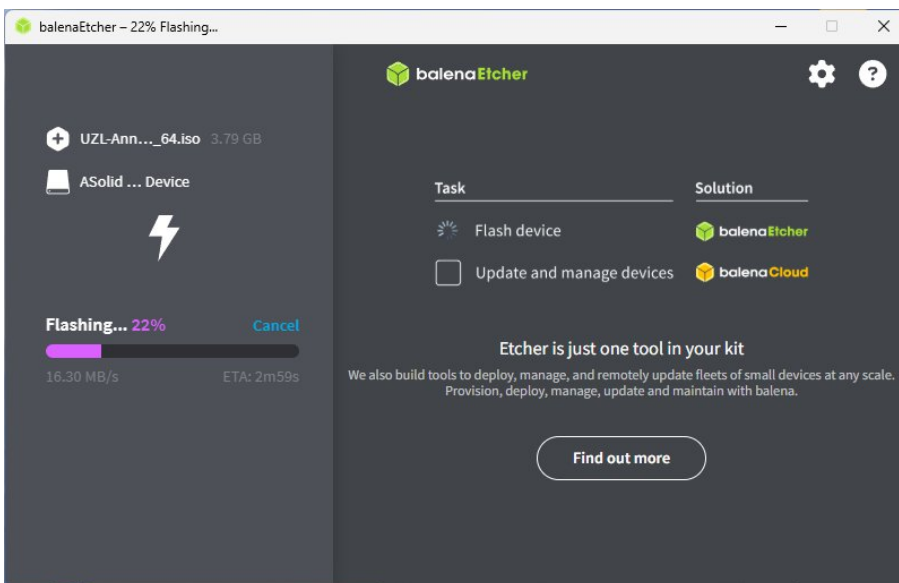 balenaEtcher – 22% Flashing...
balenaEtcher
?
UZL-Ann..._64.iso 3.79 GB
ASolid ... Device
Flashing... 22% Cancel
16.30 MB/s ETA: 2m59s
Task Solution
Flash device balenaEtcher
Update and manage devices balenaCloud
Etcher is just one tool in your kit
We also build tools to deploy, manage, and remotely update fleets of small devices at any scale.
Provision, deploy, manage, update and maintain with balena.
Find out more